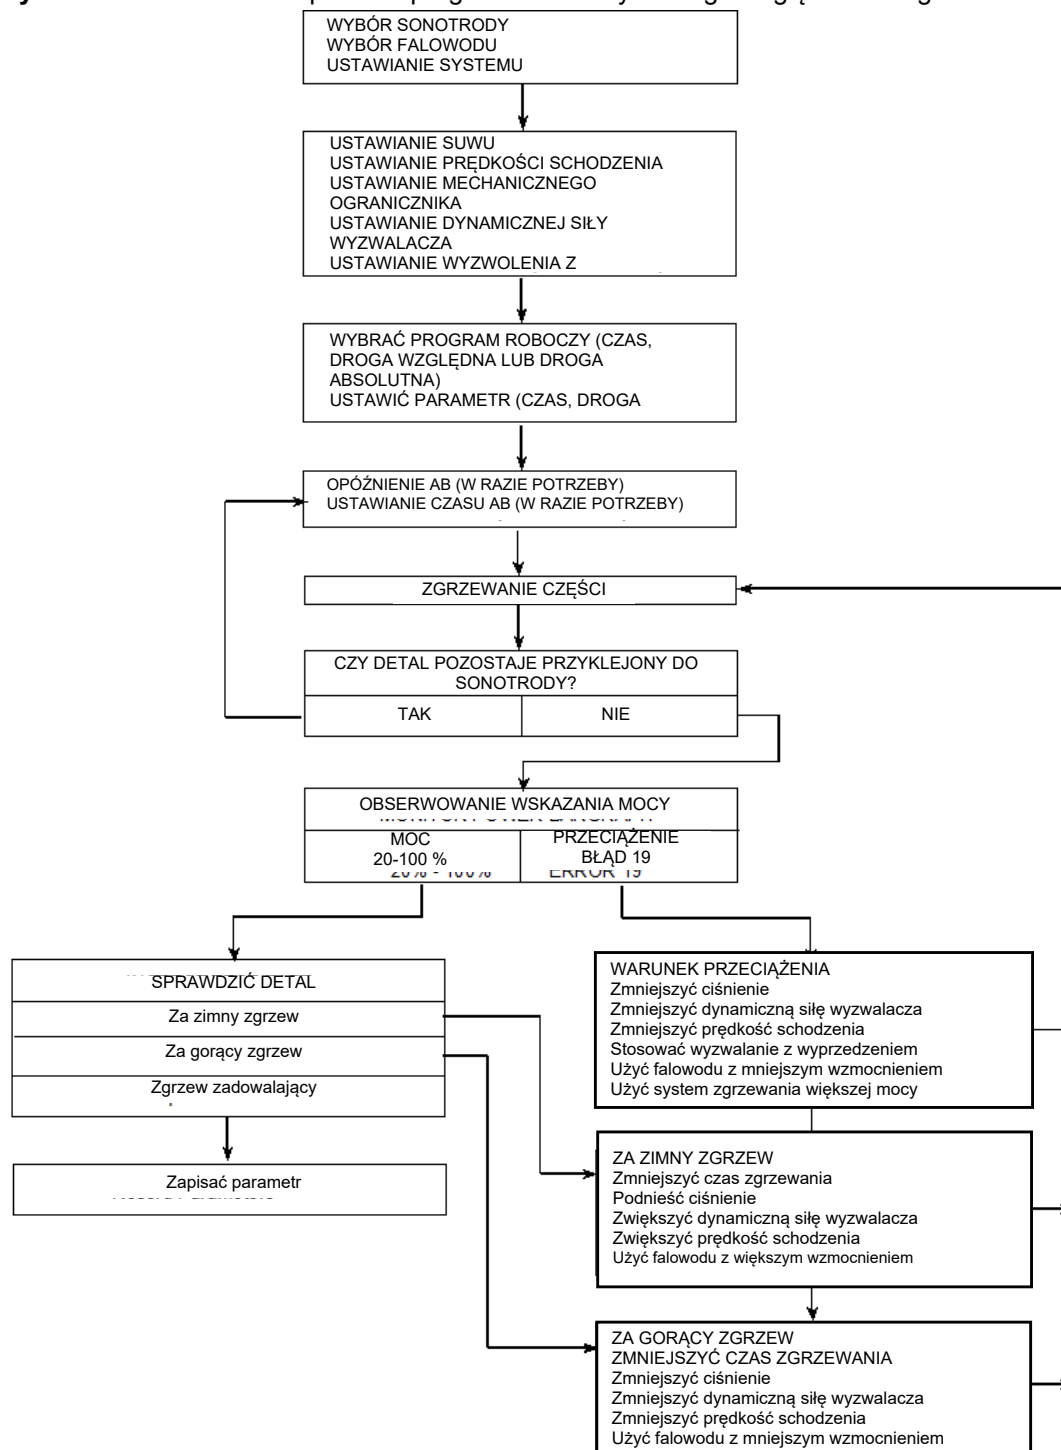 WYBÓR SONOTRODY
WYBÓR FALOWODU
USTAWIANIE SYSTEMU
USTAWIANIE SUWU
USTAWIANIE PRĘDKOŚCI SCHODZENIA
USTAWIANIE MECHANICZNEGO
OGRANICZNIKA
USTAWIANIE DYNAMICZNEJ SIŁY
WYZWALACZA
USTAWIANIE WYZWOLENIA Z
WYBRAĆ PROGRAM ROBOCZY (CZAS,
DROGA WZGLĘDNA LUB DROGA
ABSOLUTNA)
USTAWIĆ PARAMETR (CZAS, DROGA
OPÓŹNIENIE AB (W RAZIE POTRZEBY)
USTAWIANIE CZASU AB (W RAZIE POTRZEBY)
ZGRZEWANIE CZĘŚCI
CZY DETAL POZOSTAJE PRZYKLEJONY DO
SONOTRODY?
TAK
NIE
OBSERWOWANIE WSKAZANIA MOCY
MOC
20-100 %
PRZECIĄŻENIE
BŁĄD 19
20% - 100%
ERROR 19
SPRAWDZIĆ DETAL
Za zimny zgrzew
Za gorący zgrzew
Zgrzew zadowalający
Zapisać parametr
WARUNEK PRZECIĄŻENIA
Zmniejszyć ciśnienie
Zmniejszyć dynamiczną siłę wyzwalacza
Zmniejszyć prędkość schodzenia
Stosować wyzwalanie z wyprzedzeniem
Użyć falowodu z mniejszym wzmocnieniem
Użyć system zgrzewania większej mocy
ZA ZIMNY ZGRZEW
Zmniejszyć czas zgrzewania
Podnieść ciśnienie
Zwiększyć dynamiczną siłę wyzwalacza
Zwiększyć prędkość schodzenia
Użyć falowodu z większym wzmocnieniem
ZA GORĄCY ZGRZEW
ZMNIEJSZYĆ CZAS ZGRZEWANIA
Zmniejszyć ciśnienie
Zmniejszyć dynamiczną siłę wyzwalacza
Zmniejszyć prędkość schodzenia
Użyć falowodu z mniejszym wzmocnieniem